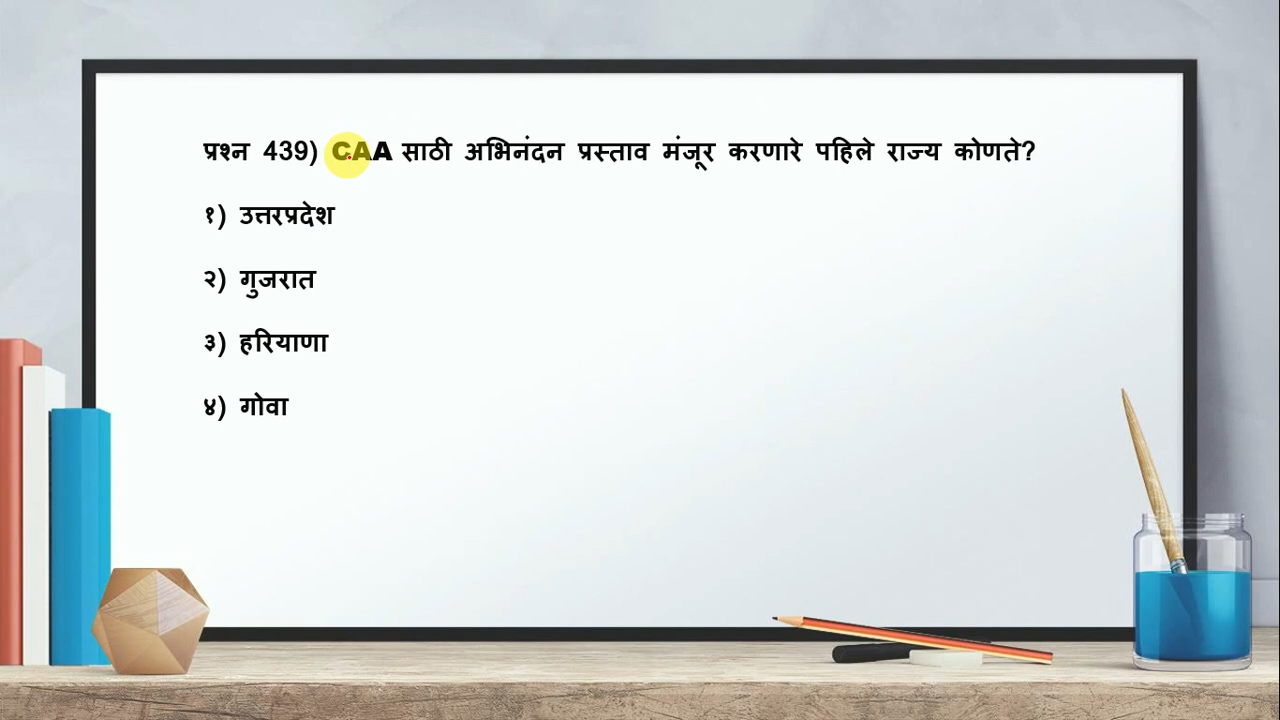 प्रश्न 439) CAA साठी अभिनंदन प्रस्ताव मंजूर करणारे पहिले राज्य कोणते?
१) उत्तरप्रदेश
२) गुजरात
३) हरियाणा
४) गोवा